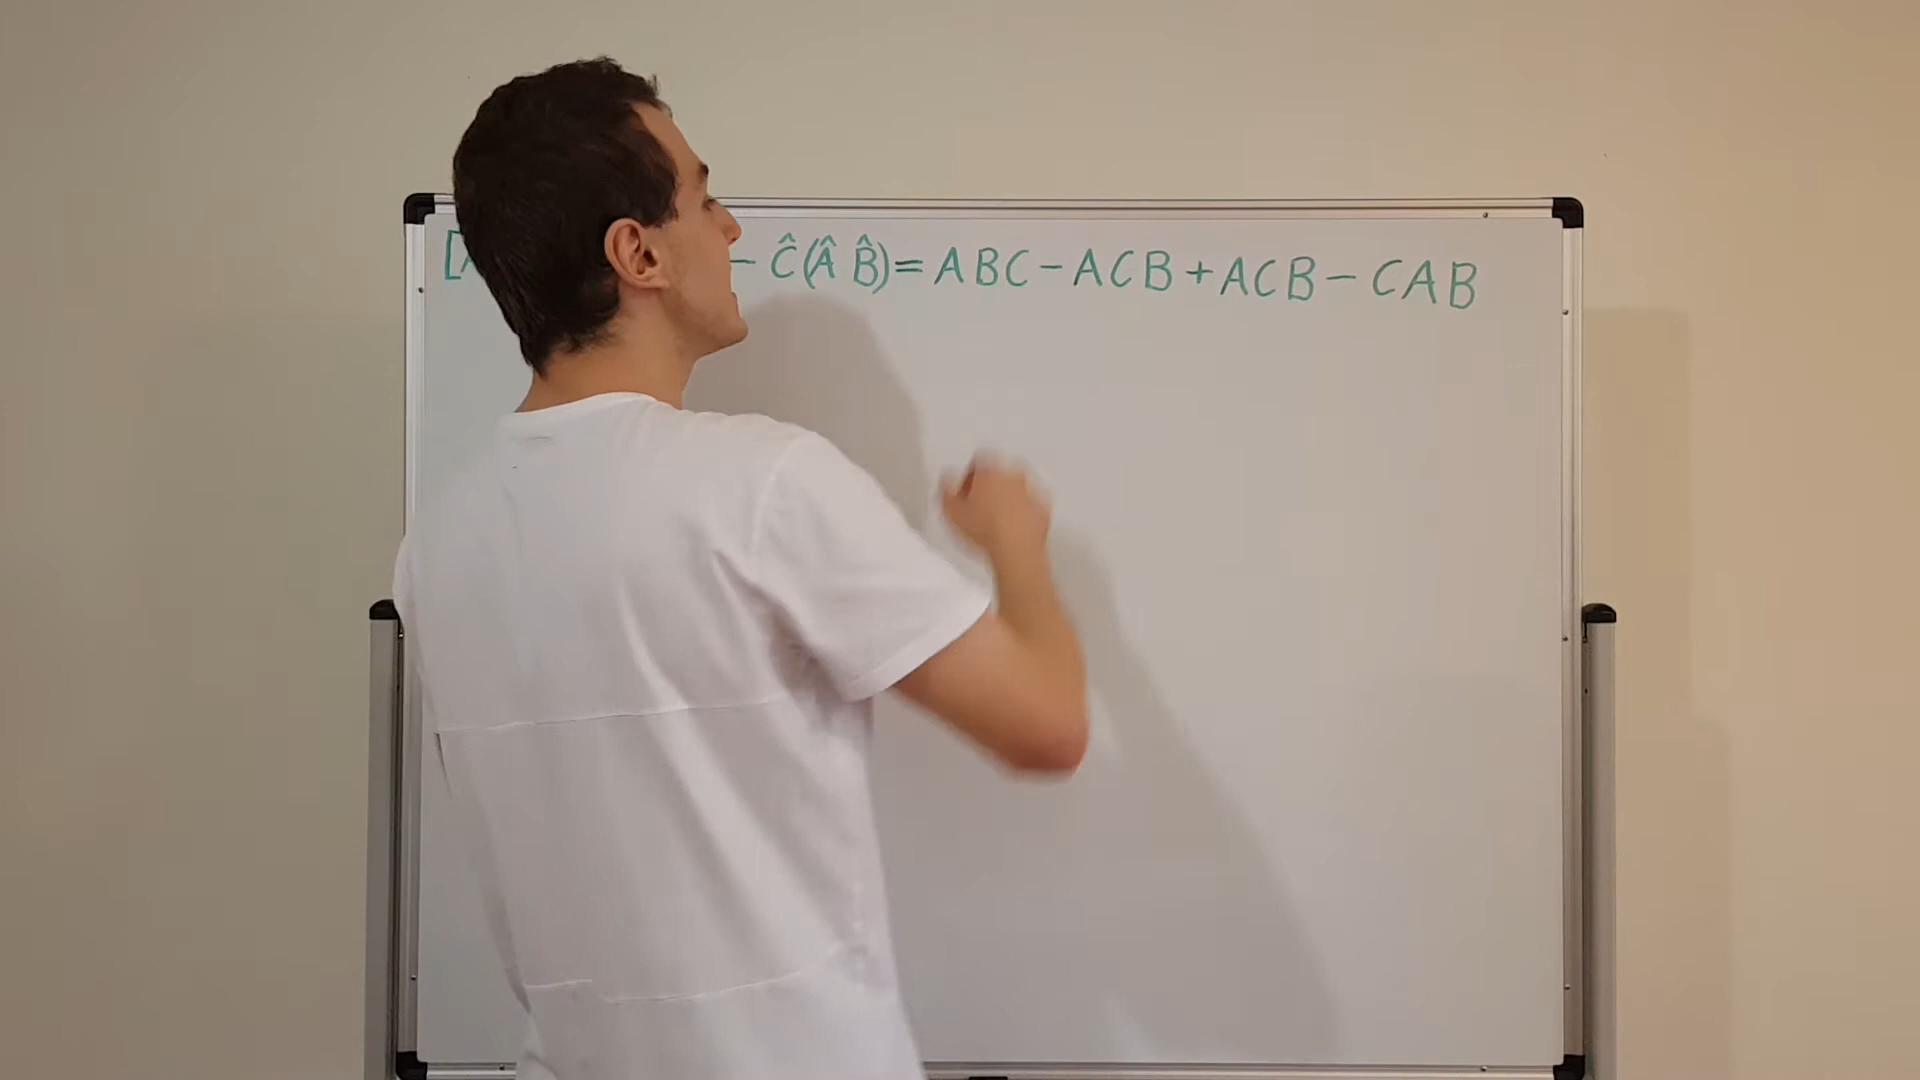 [A - Ĉ(Â B̂)= ABC - ACB + ACB - CAB